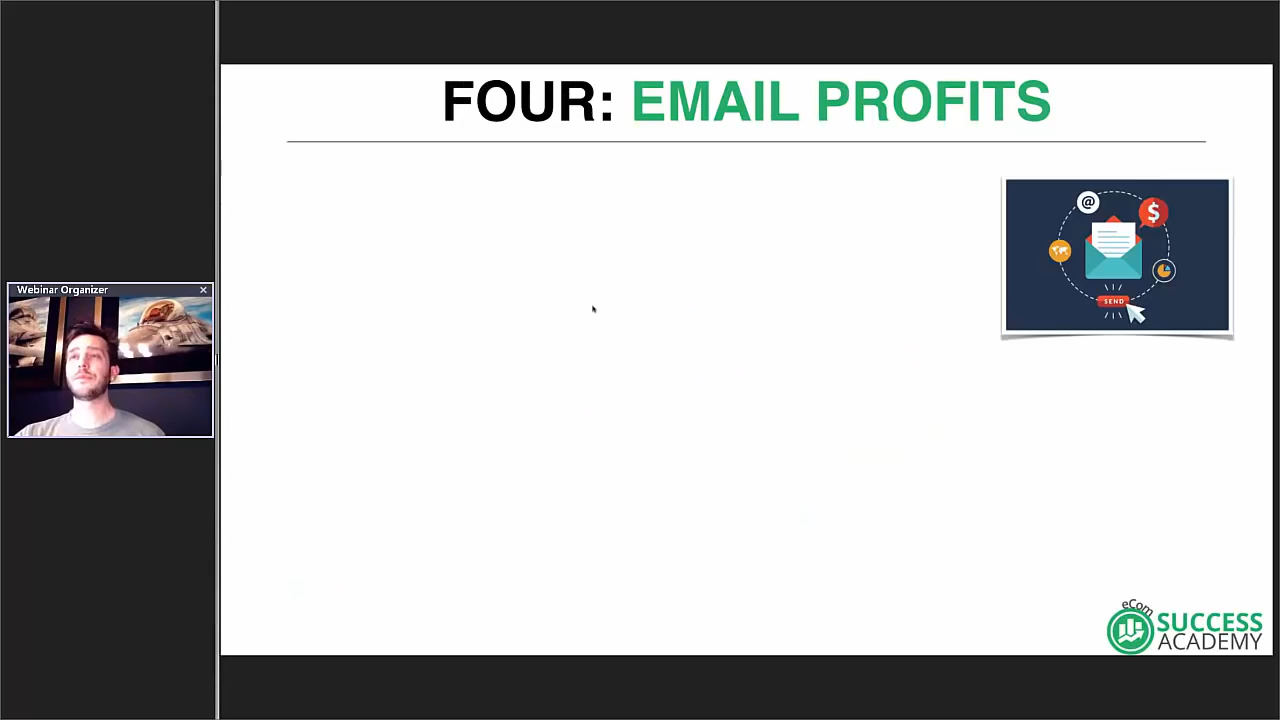 FOUR: EMAIL PROFITS
@
$
SEND
Webinar Organizer
eCom
SUCCESS
ACADEMY